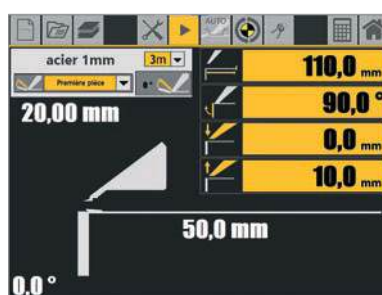 AUTO
acier 1mm
3m
Première pièce
110,0 mm
90,0 °
0,0 mm
10,0 mm
20,00 mm
50,0 mm
0,0 °